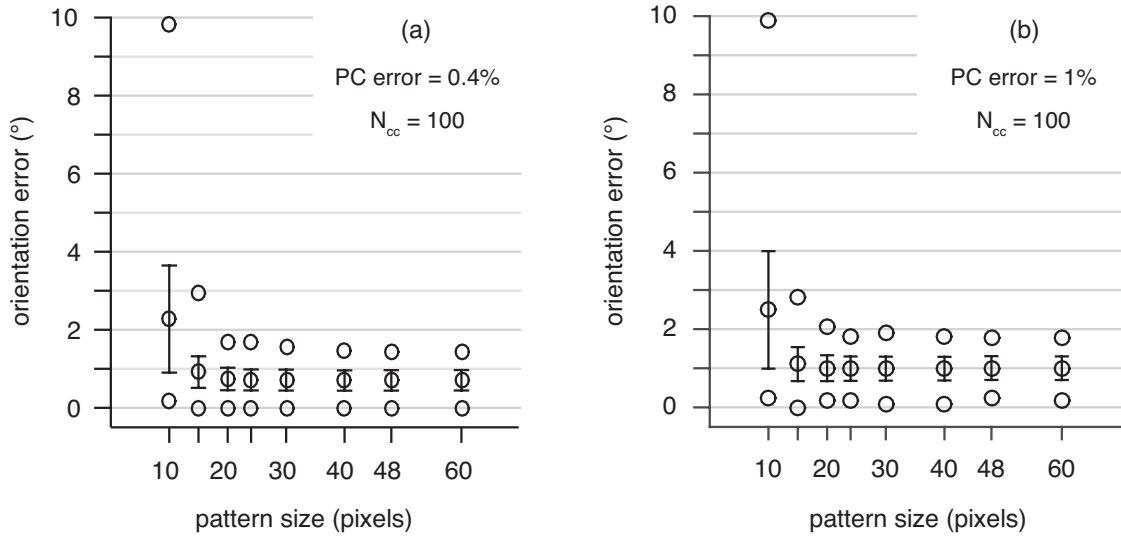 10
8
6
4
2
0
orientation error (°)
(a)
PC error = 0.4%
N_cc = 100
10 20 30 40 48 60
pattern size (pixels)
10
8
6
4
2
0
orientation error (°)
(b)
PC error = 1%
N_cc = 100
10 20 30 40 48 60
pattern size (pixels)